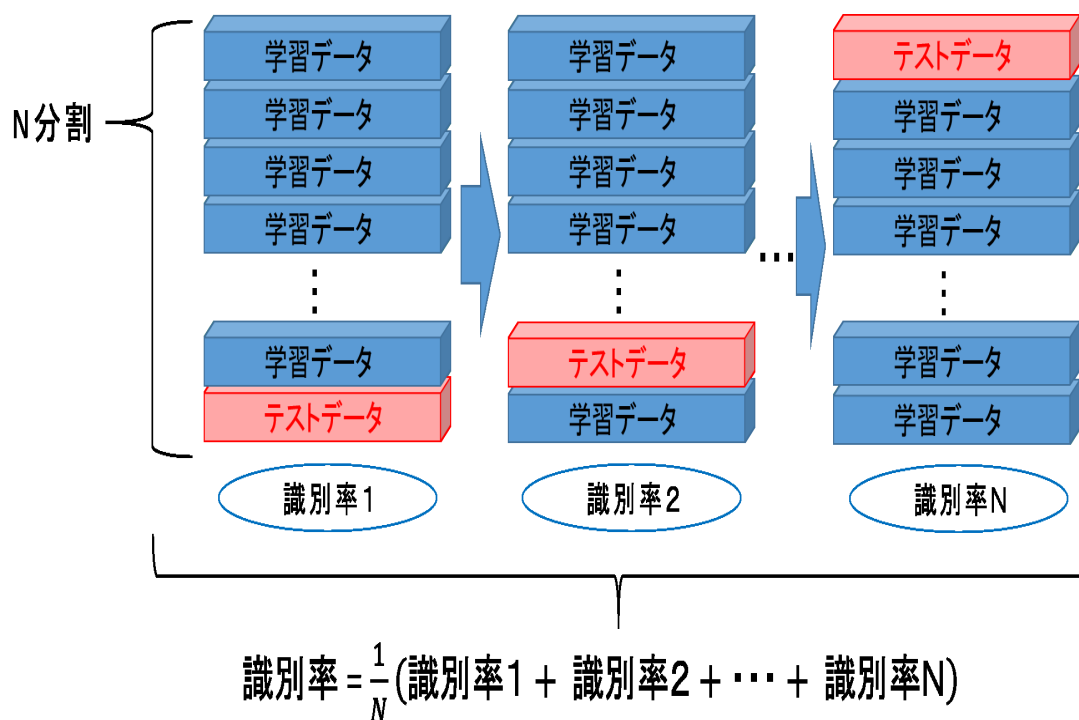 N分割
学習データ
学習データ
学習データ
学習データ
⋮
学習データ
テストデータ
識別率1
学習データ
学習データ
学習データ
学習データ
⋮
テストデータ
学習データ
識別率2
…
テストデータ
学習データ
学習データ
学習データ
⋮
学習データ
学習データ
識別率N
識別率 = 1/N (識別率1 + 識別率2 + ⋯ + 識別率N)